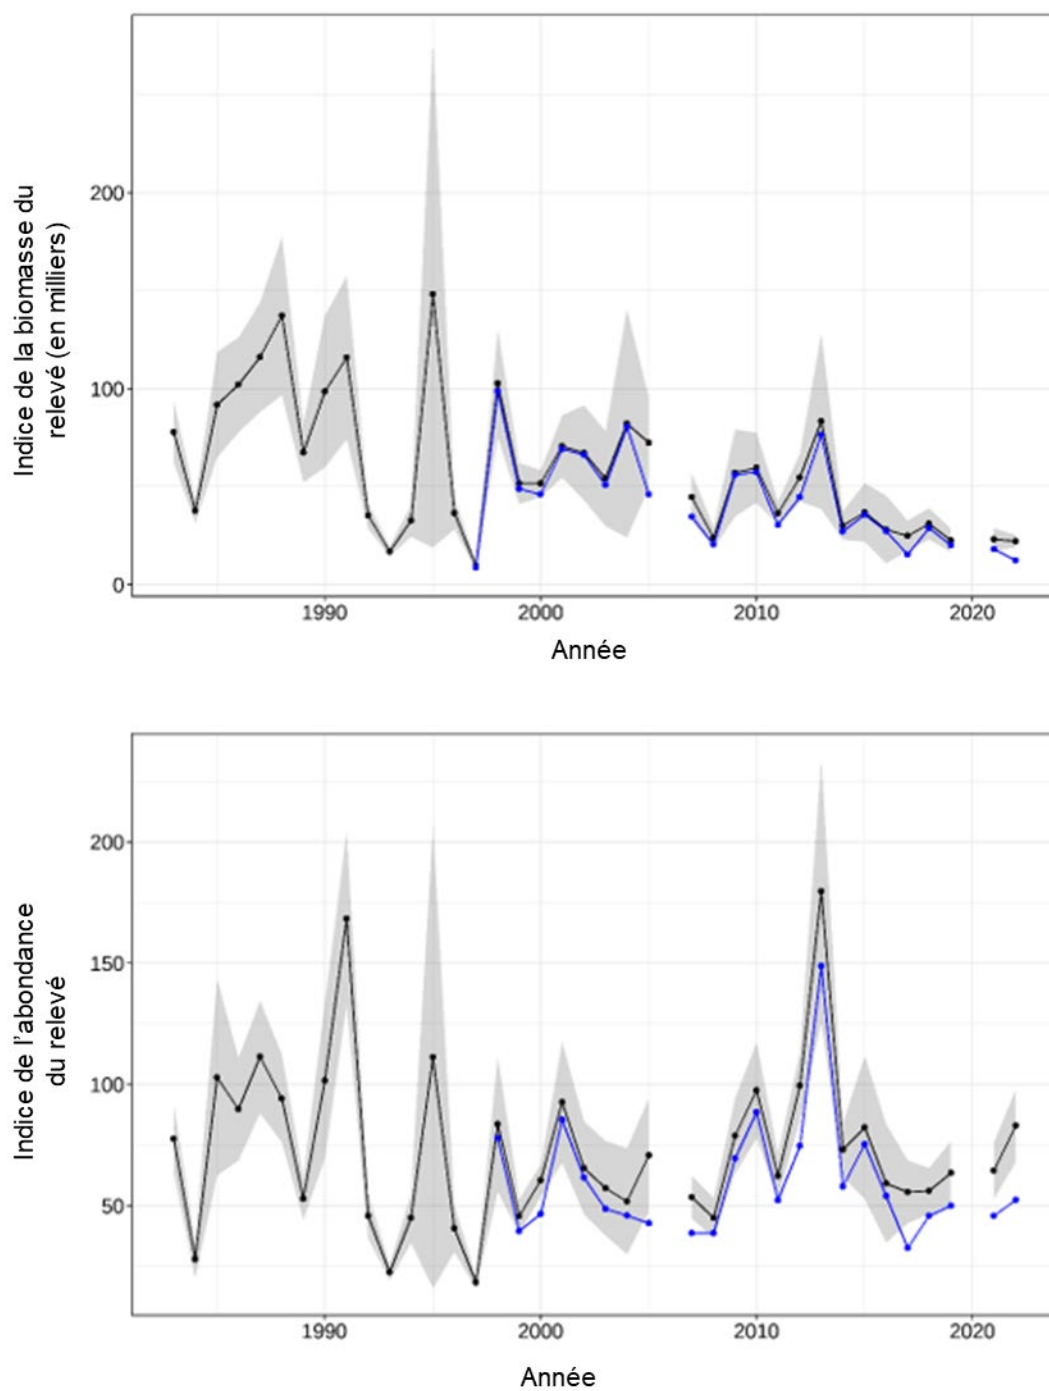 Indice de la biomasse du
relevé (en milliers)
200
100
0
1990 2000 2010 2020
Année
Indice de l'abondance
du relevé
200
150
100
50
1990 2000 2010 2020
Année